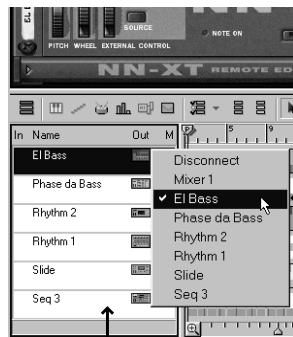 SOURCE
NOTE ON
PITCH WHEEL EXTERNAL CONTROL
NN-XT REMOTE ED
In Name Out M
El Bass
Phase da Bass
Rhythm 2
Rhythm 1
Slide
Seq 3
P 5 9
Disconnect
Mixer 1
El Bass
Phase da Bass
Rhythm 2
Rhythm 1
Slide
Seq 3